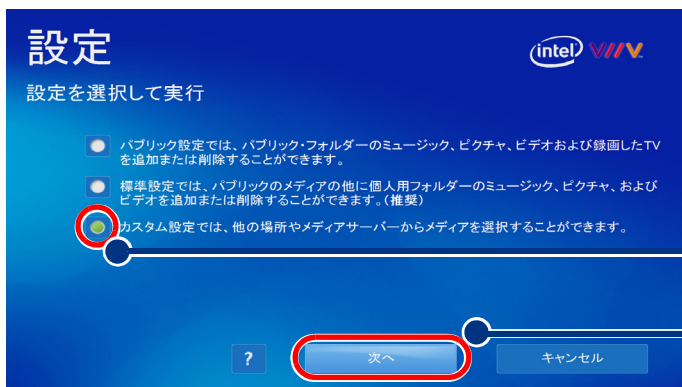 設定
intel VIIV
設定を選択して実行
パブリック設定では、パブリック・フォルダーのミュージック、ピクチャ、ビデオおよび録画したTV
を追加または削除することができます。
標準設定では、パブリックのメディアの他に個人用フォルダーのミュージック、ピクチャ、および
ビデオを追加または削除することができます。(推奨)
カスタム設定では、他の場所やメディアサーバーからメディアを選択することができます。
?
次へ
キャンセル